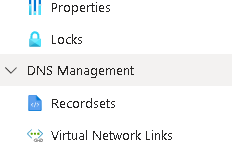 Properties
Locks
DNS Management
Recordsets
Virtual Network Links